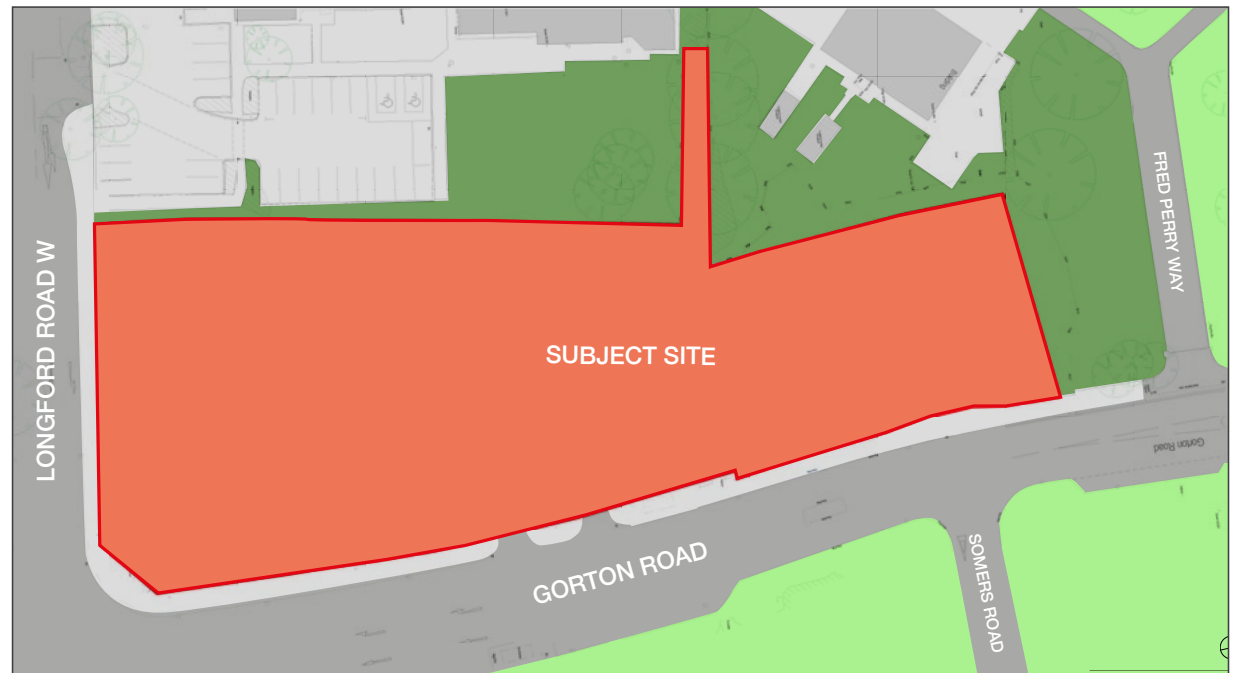 LONGFORD ROAD W
SUBJECT SITE
FRED PERRY WAY
Gorton Road
GORTON ROAD
SOMERS ROAD